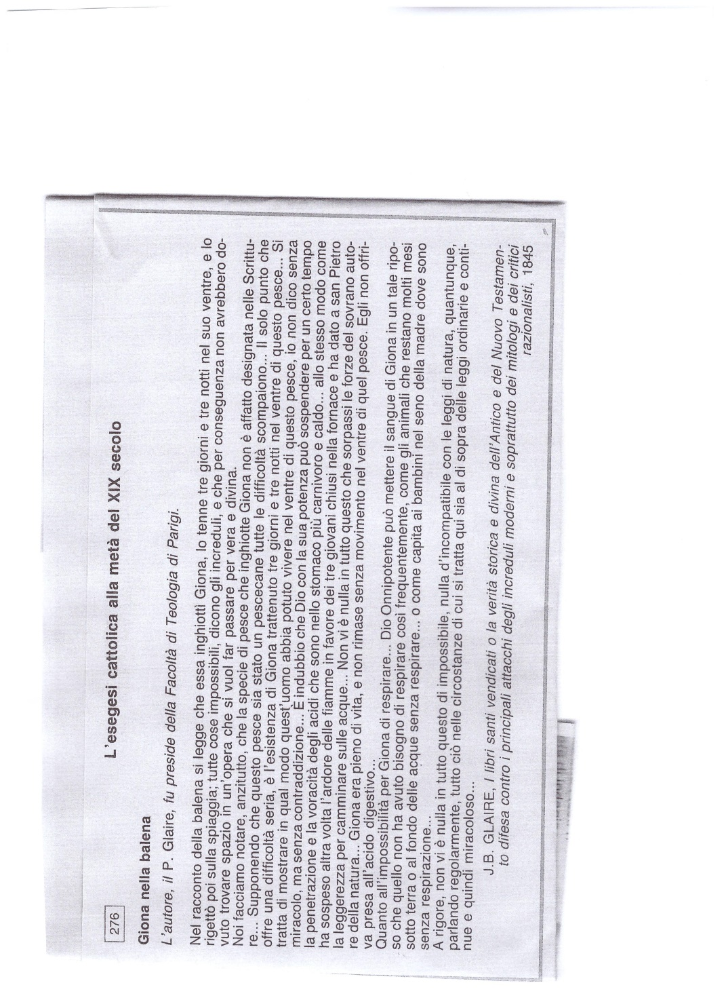 276
L'esegesi cattolica alla metà del XIX secolo
Giona nella balena
L'autore, il P. Glaire, fu preside della Facoltà di Teologia di Parigi.
Nel racconto della balena si legge che essa inghiottì Giona, lo tenne tre giorni e tre notti nel suo ventre, e lo
rigettò poi sulla spiaggia; tutte cose impossibili, dicono gli increduli, e che per conseguenza non avrebbero do-
vuto trovare spazio in un'opera che si vuol far passare per vera e divina.
Noi facciamo notare, anzitutto, che la specie di pesce che inghiotte Giona non è affatto designata nelle Scrittu-
re... Supponendo che questo pesce sia stato un pescecane tutte le difficoltà scompaiono... Il solo punto che
offre una difficoltà seria, è l'esistenza di Giona trattenuto tre giorni e tre notti nel ventre di questo pesce... Si
tratta di mostrare in qual modo quest'uomo abbia potuto vivere nel ventre di questo pesce, io non dico senza
miracolo, ma senza contraddizione... È indubbio che Dio con la sua potenza può sospendere per un certo tempo
la penetrazione e la voracità degli acidi che sono nello stomaco più carnivoro e caldo... allo stesso modo come
ha sospeso altra volta l'ardore delle fiamme in favore dei tre giovani chiusi nella fornace e ha dato a san Pietro
la leggerezza per camminare sulle acque... Non vi è nulla in tutto questo che sorpassi le forze del sovrano auto-
re della natura... Giona era pieno di vita, e non rimase senza movimento nel ventre di quel pesce. Egli non offri-
va presa all'acido digestivo...
Quanto all'impossibilità per Giona di respirare... Dio Onnipotente può mettere il sangue di Giona in un tale ripo-
so che quello non ha avuto bisogno di respirare così frequentemente, come gli animali che restano molti mesi
sotto terra o al fondo delle acque senza respirare... o come capita ai bambini nel seno della madre dove sono
senza respirazione...
A rigore, non vi è nulla in tutto questo di impossibile, nulla d'incompatibile con le leggi di natura, quantunque,
parlando regolarmente, tutto ciò nelle circostanze di cui si tratta qui sia al di sopra delle leggi ordinarie e conti-
nue e quindi miracoloso...
J.B. GLAIRE, I libri santi vendicati o la verità storica e divina dell'Antico e del Nuovo Testamen-
to difesa contro i principali attacchi degli increduli moderni e soprattutto dei mitologi e dei critici
razionalisti, 1845